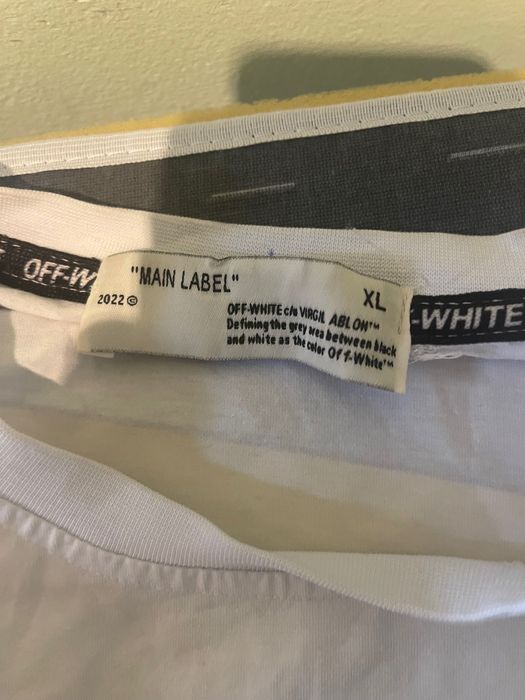 OFF-W
"MAIN LABEL"
2022©
XL
OFF-WHITE c/o VIRGIL ABLOH™
Defining the grey area between black
and white as the color Off-White™
-WHITE